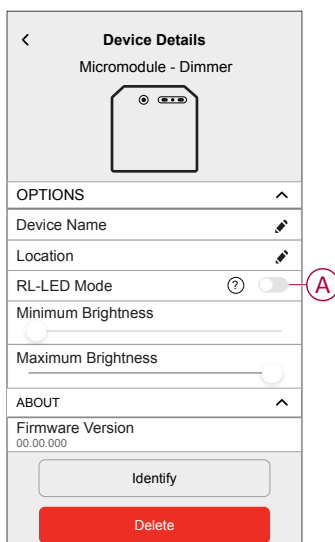 Device Details
Micromodule - Dimmer
OPTIONS
Device Name
Location
RL-LED Mode ? A
Minimum Brightness
Maximum Brightness
ABOUT
Firmware Version
00.00.000
Identify
Delete